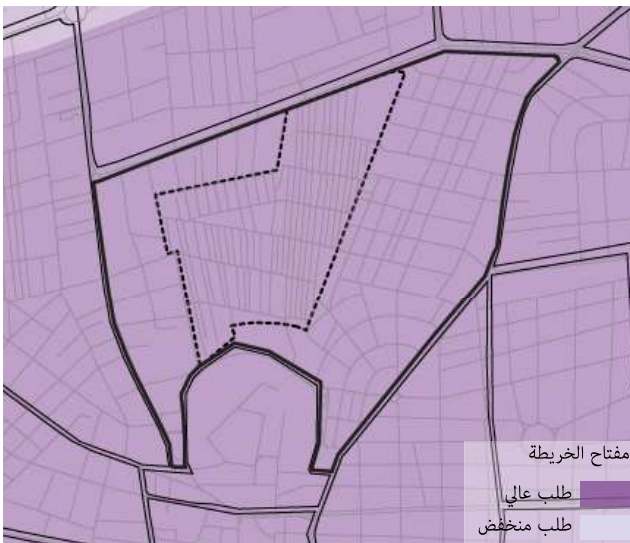 مفتاح الخريطة
طلب عالي
طلب منخفض